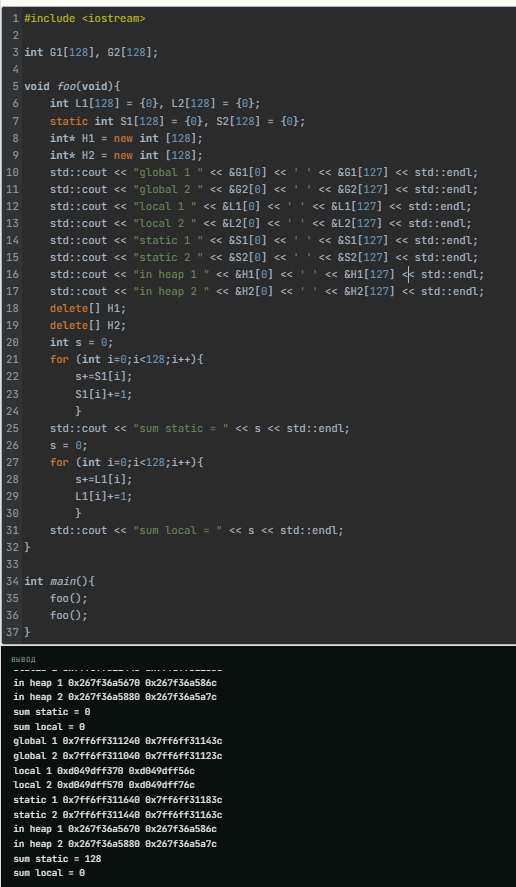 1 #include <iostream>
2
3 int G1[128], G2[128];
4
5 void foo(void){
6     int L1[128] = {0}, L2[128] = {0};
7     static int S1[128] = {0}, S2[128] = {0};
8     int* H1 = new int [128];
9     int* H2 = new int [128];
10     std::cout << "global 1 " << &G1[0] << ' ' << &G1[127] << std::endl;
11     std::cout << "global 2 " << &G2[0] << ' ' << &G2[127] << std::endl;
12     std::cout << "local 1 " << &L1[0] << ' ' << &L1[127] << std::endl;
13     std::cout << "local 2 " << &L2[0] << ' ' << &L2[127] << std::endl;
14     std::cout << "static 1 " << &S1[0] << ' ' << &S1[127] << std::endl;
15     std::cout << "static 2 " << &S2[0] << ' ' << &S2[127] << std::endl;
16     std::cout << "in heap 1 " << &H1[0] << ' ' << &H1[127] << std::endl;
17     std::cout << "in heap 2 " << &H2[0] << ' ' << &H2[127] << std::endl;
18     delete[] H1;
19     delete[] H2;
20     int s = 0;
21     for (int i=0;i<128;i++){
22         s+=S1[i];
23         S1[i]+=1;
24         }
25     std::cout << "sum static = " << s << std::endl;
26     s = 0;
27     for (int i=0;i<128;i++){
28         s+=L1[i];
29         L1[i]+=1;
30         }
31     std::cout << "sum local = " << s << std::endl;
32 }
33
34 int main(){
35     foo();
36     foo();
37 }
ВЫВОД
in heap 1 0x267f36a5670 0x267f36a586c
in heap 2 0x267f36a5880 0x267f36a5a7c
sum static = 0
sum local = 0
global 1 0x7ff6ff311240 0x7ff6ff31143c
global 2 0x7ff6ff311040 0x7ff6ff31123c
local 1 0xd049dff370 0xd049dff56c
local 2 0xd049dff570 0xd049dff76c
static 1 0x7ff6ff311640 0x7ff6ff31183c
static 2 0x7ff6ff311440 0x7ff6ff31163c
in heap 1 0x267f36a5670 0x267f36a586c
in heap 2 0x267f36a5880 0x267f36a5a7c
sum static = 128
sum local = 0